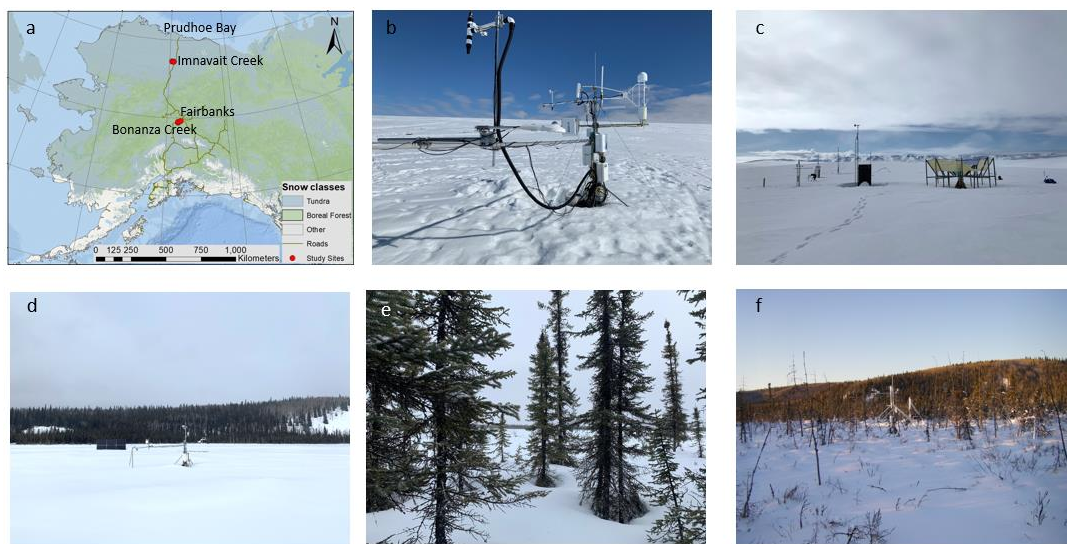 a
Prudhoe Bay
N
Imnavait Creek
Fairbanks
Bonanza Creek
Snow classes
Tundra
Boreal Forest
Other
Roads
Study Sites
0 125 250 500 750 1,000
Kilometers
b
c
d
e
f